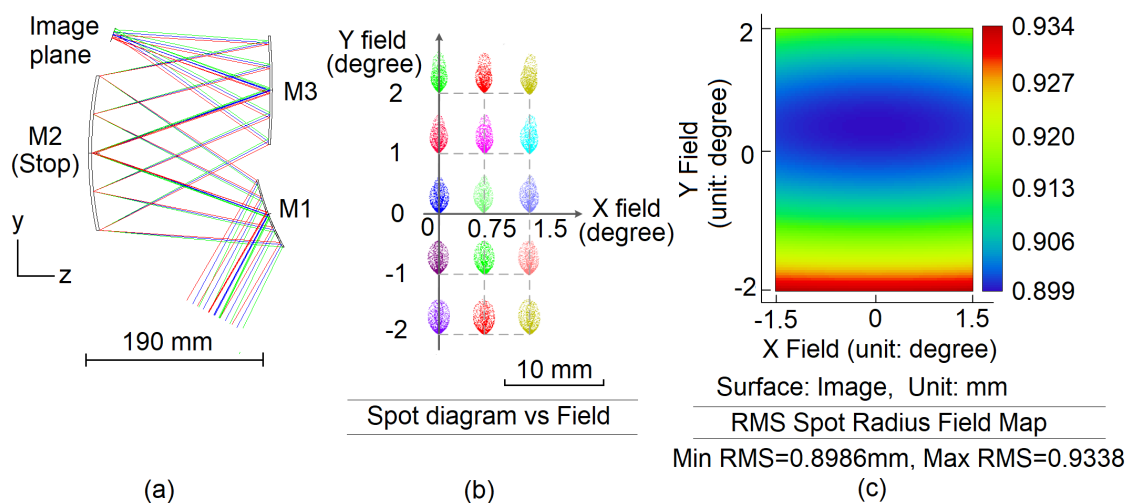 Image
plane
M3
M2
(Stop)
M1
y
z
190 mm
(a)
Y field
(degree)
2
1
0
-1
-2
0
0.75
1.5
X field
(degree)
10 mm
Spot diagram vs Field
(b)
Y Field
(unit: degree)
2
0
-2
-1.5
0
1.5
X Field (unit: degree)
0.934
0.927
0.920
0.913
0.906
0.899
Surface: Image, Unit: mm
RMS Spot Radius Field Map
Min RMS=0.8986mm, Max RMS=0.9338
(c)